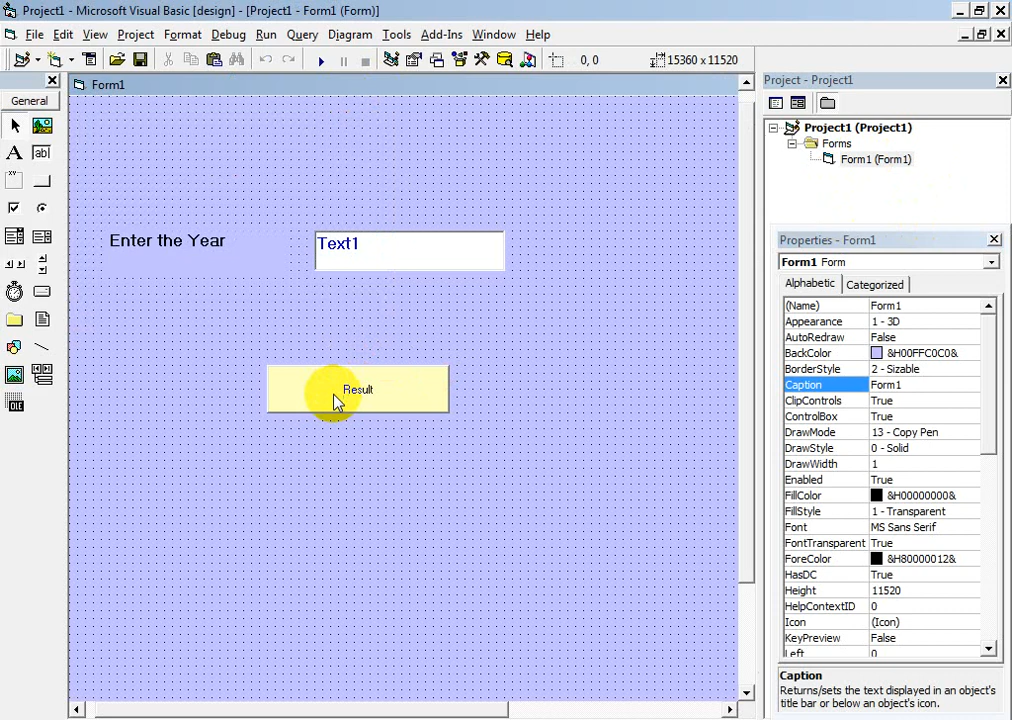 Project1 - Microsoft Visual Basic [design] - [Project1 - Form1 (Form)]
File Edit View Project Format Debug Run Query Diagram Tools Add-Ins Window Help
0, 0 15360 x 11520
General
A ab|
XY
OLE
Form1
Enter the Year
Text1
Result
Project - Project1
Project1 (Project1)
Forms
Form1 (Form1)
Properties - Form1
Form1 Form
Alphabetic Categorized
(Name) Form1
Appearance 1 - 3D
AutoRedraw False
BackColor &H00FFC0C0&
BorderStyle 2 - Sizable
Caption Form1
ClipControls True
ControlBox True
DrawMode 13 - Copy Pen
DrawStyle 0 - Solid
DrawWidth 1
Enabled True
FillColor &H00000000&
FillStyle 1 - Transparent
Font MS Sans Serif
FontTransparent True
ForeColor &H80000012&
HasDC True
Height 11520
HelpContextID 0
Icon (Icon)
KeyPreview False
Left 0
Caption
Returns/sets the text displayed in an object's
title bar or below an object's icon.